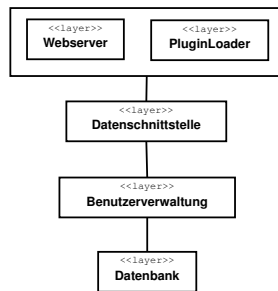 <<layer>>
Webserver
<<layer>>
PluginLoader
<<layer>>
Datenschnittstelle
<<layer>>
Benutzerverwaltung
<<layer>>
Datenbank